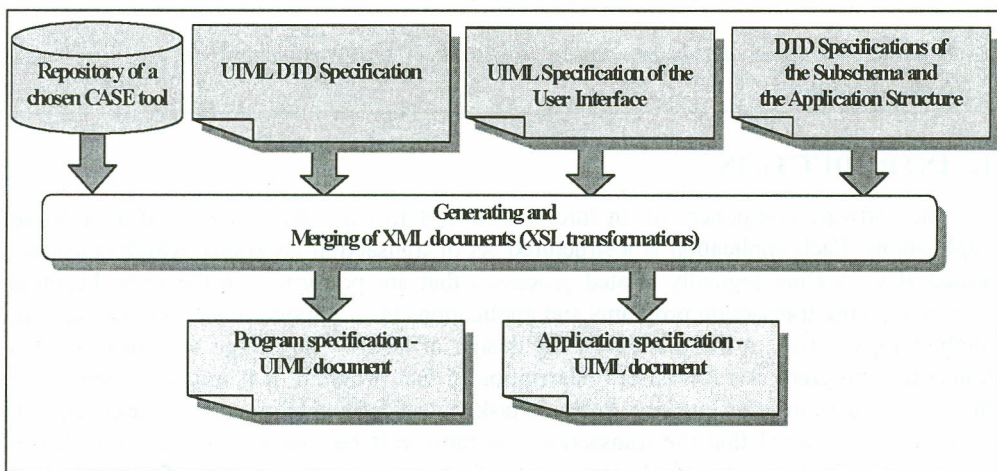 Repository of a
chosen CASE tool
UIML DTD Specification
UIML Specification of the
User Interface
DTD Specifications of
the Subschema and
the Application Structure
Generating and
Merging of XML documents (XSL transformations)
Program specification -
UIML document
Application specification -
UIML document